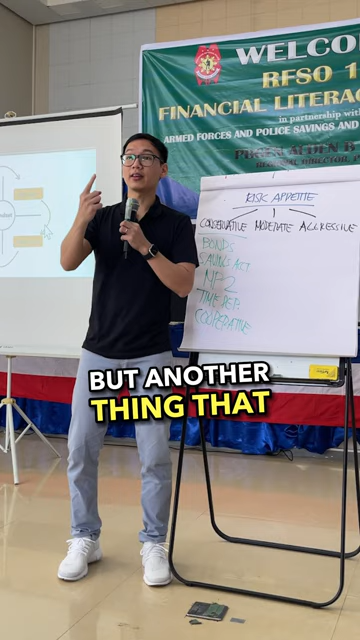 WELCO
RFSO 1
FINANCIAL LITERAC
in partnership with
ARMED FORCES AND POLICE SAVINGS AND
RISK APPETITE
CONSERVATIVE MODERATE AGGRESSIVE
BONDS
SAVINGS ACCT.
MP2
TIME DEP.
COOPERATIVE
BUT ANOTHER
THING THAT